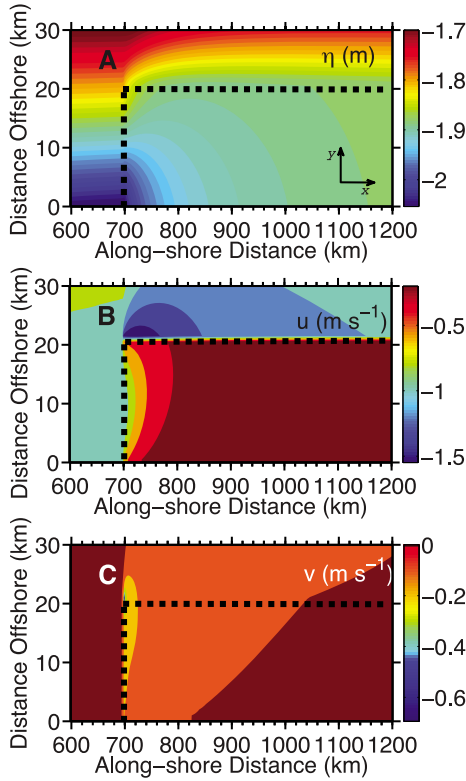 30
20
10
0
Distance Offshore (km)
A
η (m)
y
x
600 700 800 900 1000 1100 1200
Along-shore Distance (km)
−1.7
−1.8
−1.9
−2
30
20
10
0
Distance Offshore (km)
B
u (m s⁻¹)
600 700 800 900 1000 1100 1200
Along-shore Distance (km)
−0.5
−1
−1.5
30
20
10
0
Distance Offshore (km)
C
v (m s⁻¹)
600 700 800 900 1000 1100 1200
Along-shore Distance (km)
0
−0.2
−0.4
−0.6